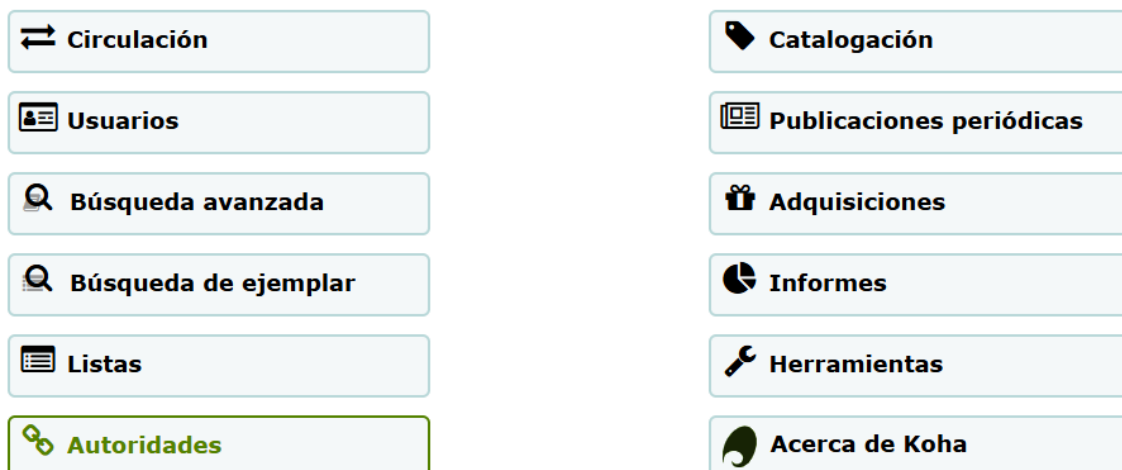 Circulación
Usuarios
Búsqueda avanzada
Búsqueda de ejemplar
Listas
Autoridades
Catalogación
Publicaciones periódicas
Adquisiciones
Informes
Herramientas
Acerca de Koha